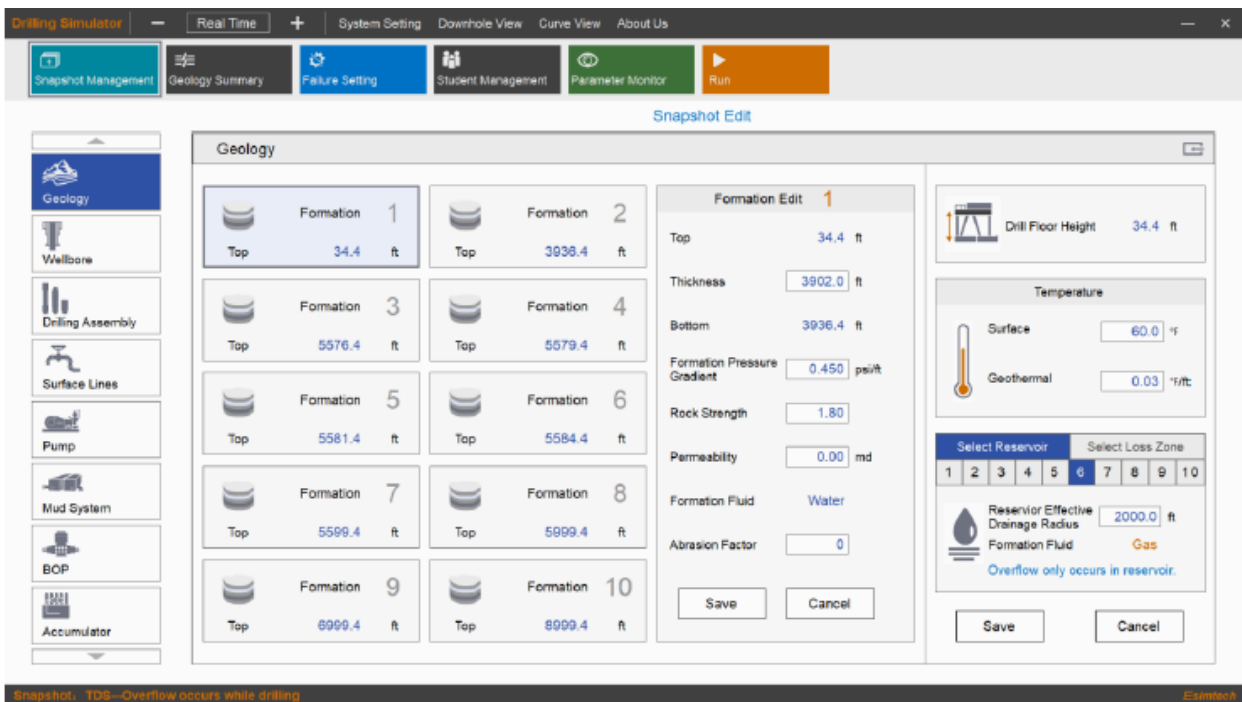 Drilling Simulator — Real Time + System Setting Downhole View Curve View About Us — ×
Snapshot Management Geology Summary Failure Setting Student Management Parameter Monitor Run
Snapshot Edit
Geology
Wellbore
Drilling Assembly
Surface Lines
Pump
Mud System
BOP
Accumulator
Geology
Formation 1
Top 34.4 ft
Formation 2
Top 3936.4 ft
Formation 3
Top 5576.4 ft
Formation 4
Top 5579.4 ft
Formation 5
Top 5581.4 ft
Formation 6
Top 5584.4 ft
Formation 7
Top 5599.4 ft
Formation 8
Top 5999.4 ft
Formation 9
Top 6999.4 ft
Formation 10
Top 8999.4 ft
Formation Edit 1
Top 34.4 ft
Thickness 3902.0 ft
Bottom 3936.4 ft
Formation Pressure
Gradient 0.450 psi/ft
Rock Strength 1.80
Permeability 0.00 md
Formation Fluid Water
Abrasion Factor 0
Save Cancel
Drill Floor Height 34.4 ft
Temperature
Surface 60.0 °F
Geothermal 0.03 °F/ft
Select Reservoir Select Loss Zone
1 2 3 4 5 6 7 8 9 10
Reservior Effective
Drainage Radius 2000.0 ft
Formation Fluid Gas
Overflow only occurs in reservoir.
Save Cancel
Snapshot: TDS—Overflow occurs while drilling Esimtech